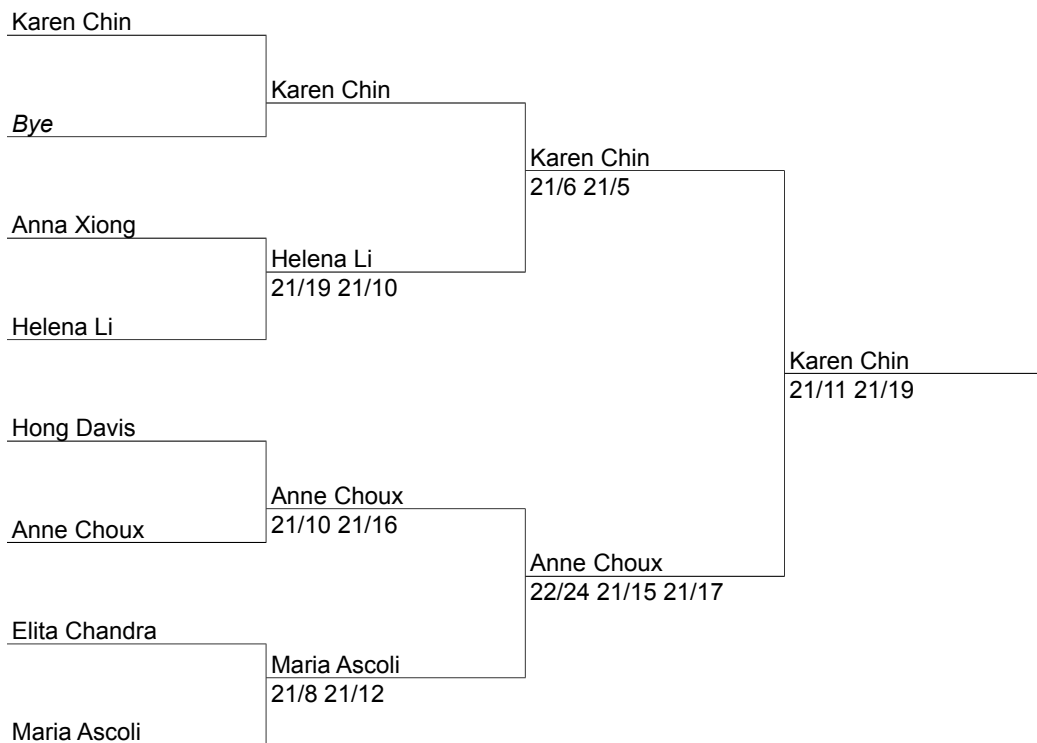 Karen Chin
Karen Chin
Bye
Karen Chin
21/6 21/5
Anna Xiong
Helena Li
21/19 21/10
Helena Li
Karen Chin
21/11 21/19
Hong Davis
Anne Choux
21/10 21/16
Anne Choux
Anne Choux
22/24 21/15 21/17
Elita Chandra
Maria Ascoli
21/8 21/12
Maria Ascoli